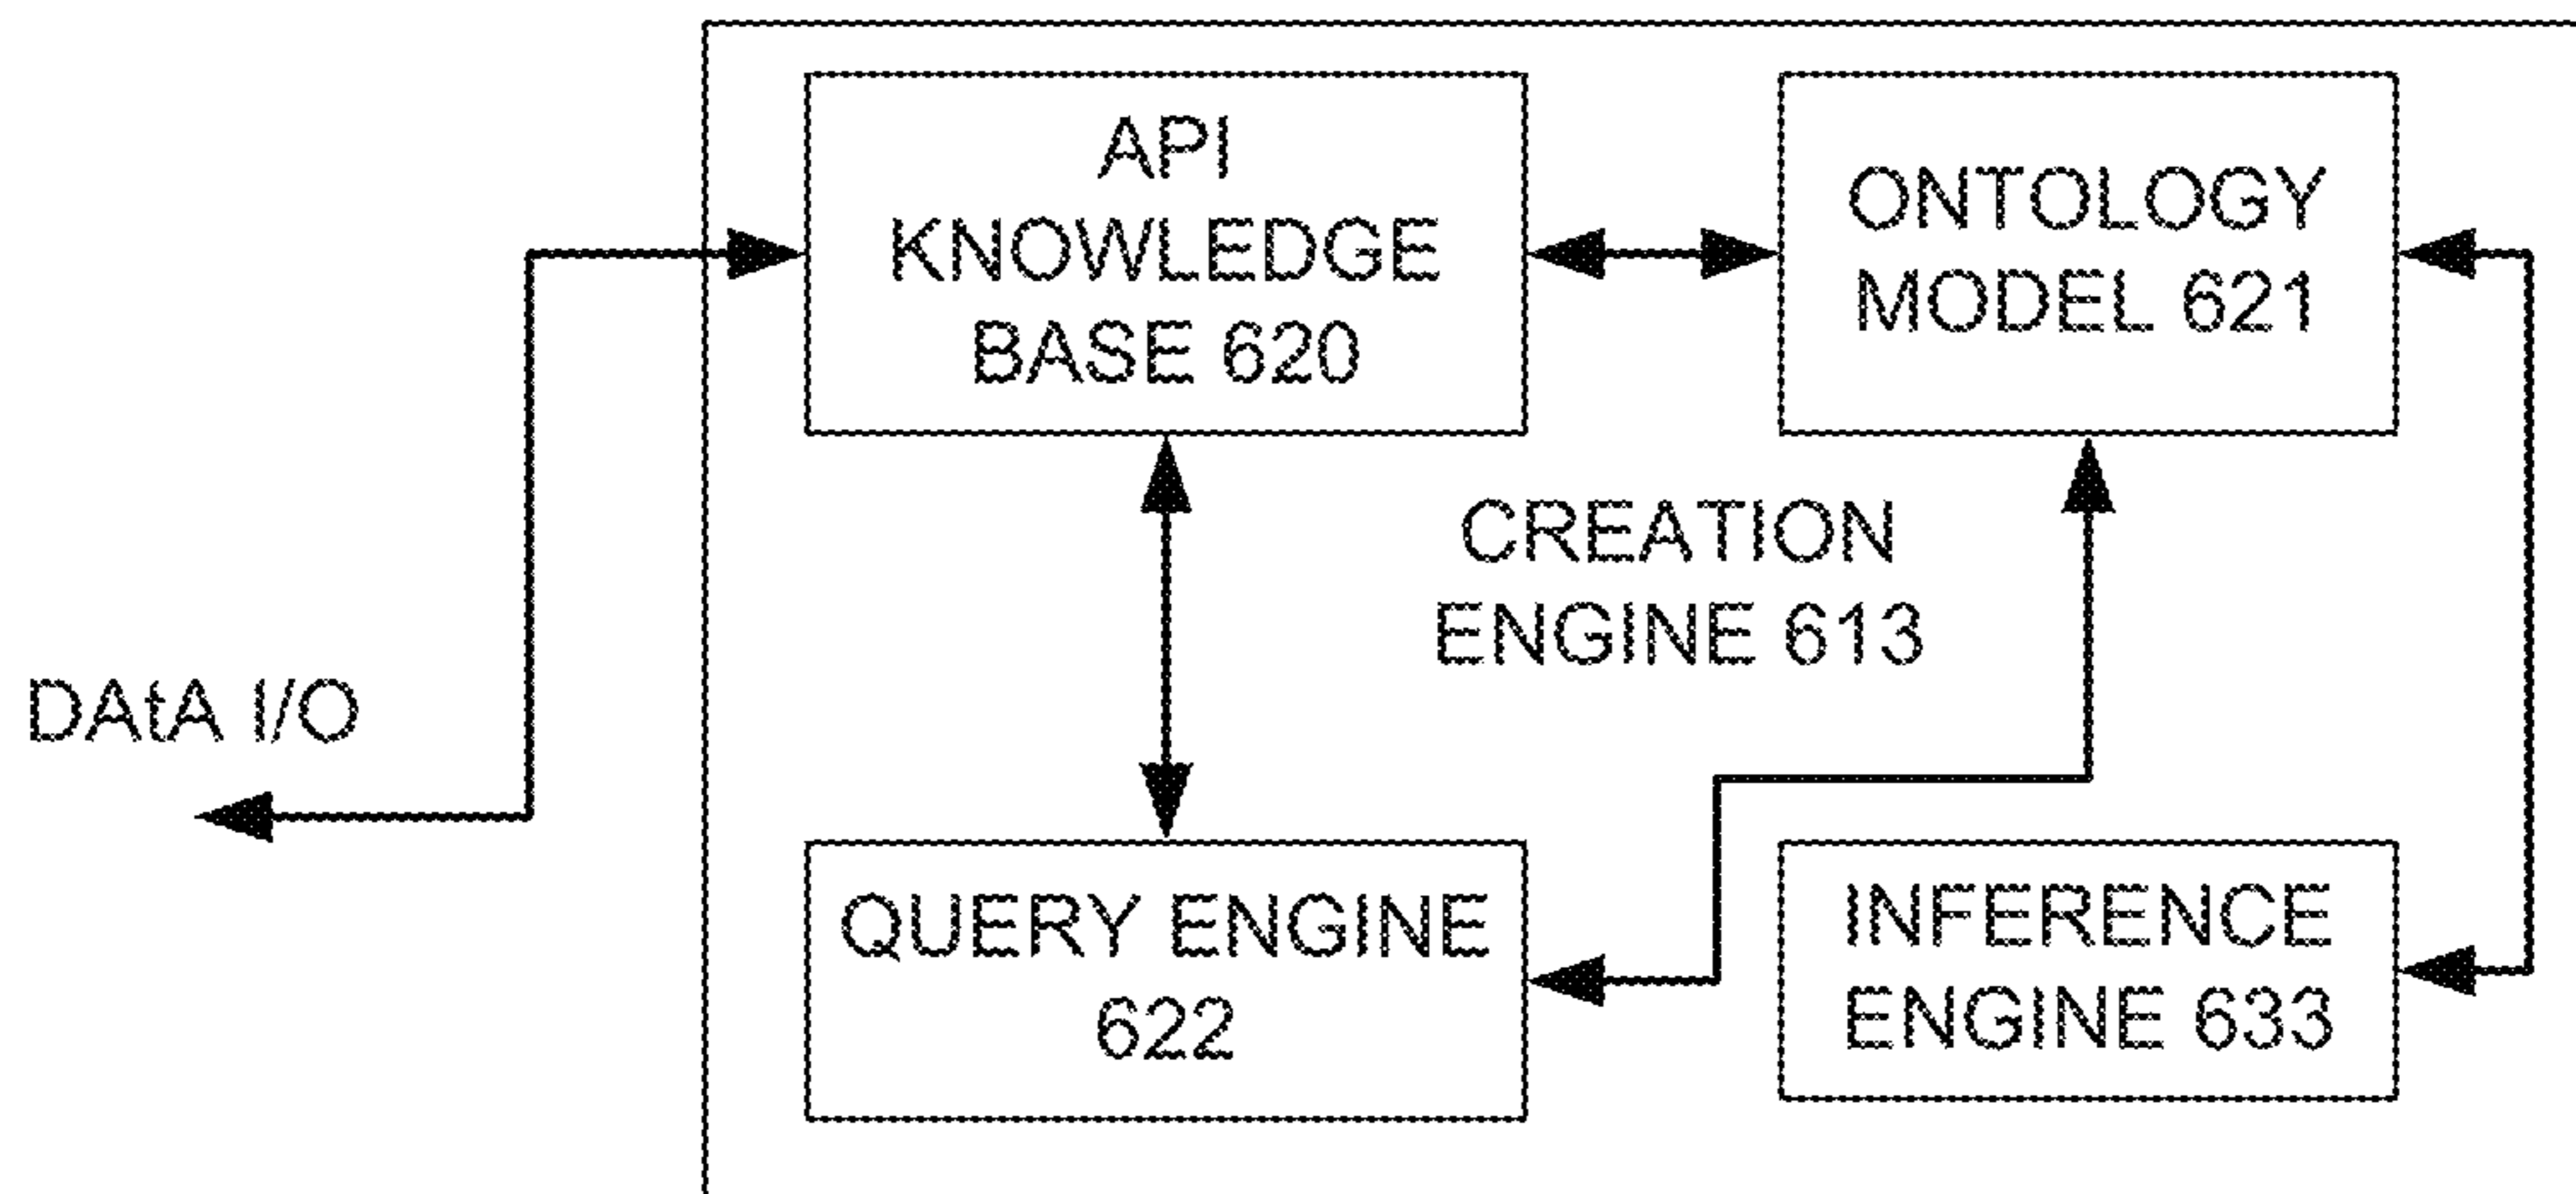 API
KNOWLEDGE
BASE 620
ONTOLOGY
MODEL 621
CREATION
ENGINE 613
DAtA I/O
QUERY ENGINE
622
INFERENCE
ENGINE 633